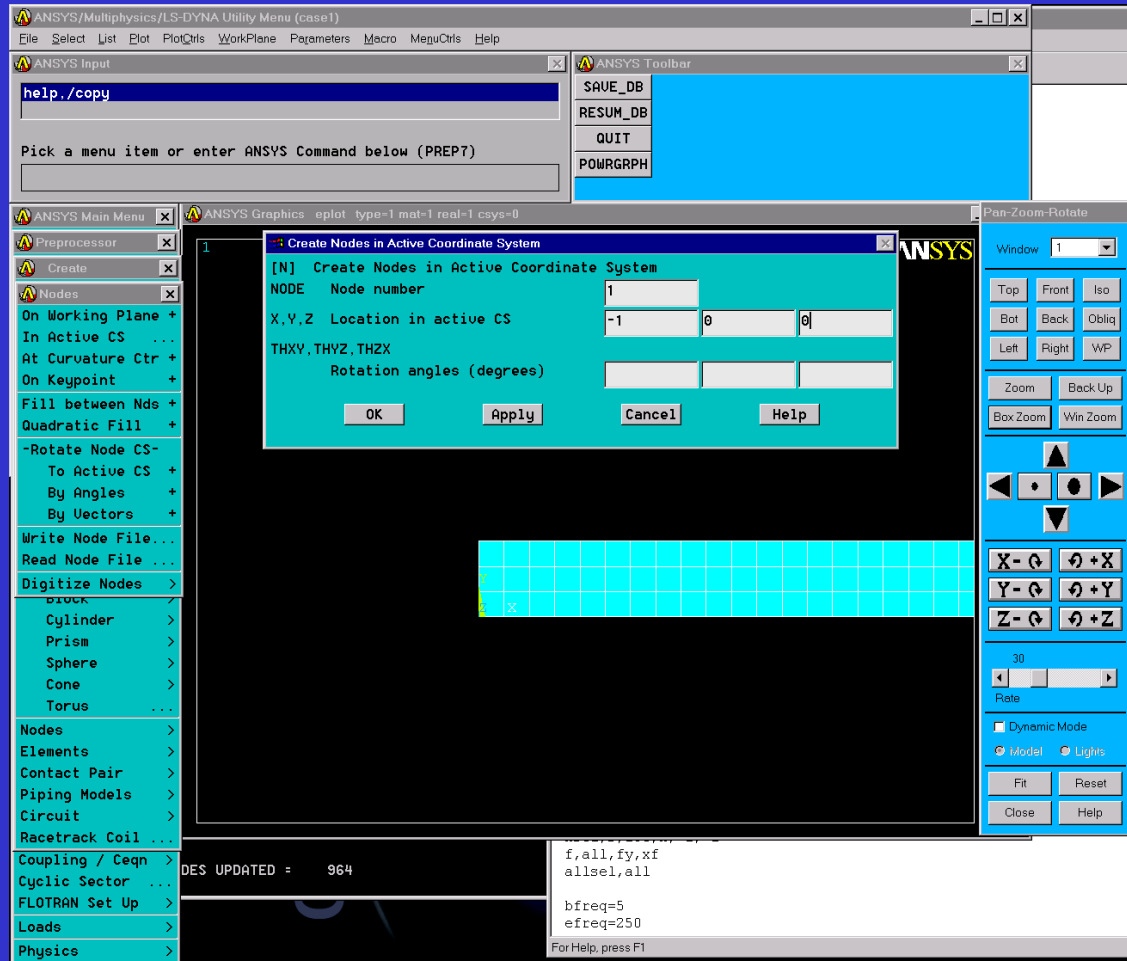 ANSYS/Multiphysics/LS-DYNA Utility Menu (case1)
File Select List Plot PlotCtrls WorkPlane Parameters Macro MenuCtrls Help
ANSYS Input
help,/copy
Pick a menu item or enter ANSYS Command below (PREP7)
ANSYS Toolbar
SAVE_DB
RESUM_DB
QUIT
POWRGRPH
ANSYS Main Menu
Preprocessor
Create
Nodes
On Working Plane +
In Active CS ...
At Curvature Ctr +
On Keypoint +
Fill between Nds +
Quadratic Fill +
-Rotate Node CS-
To Active CS +
By Angles +
By Vectors +
Write Node File...
Read Node File ...
Digitize Nodes >
Block >
Cylinder >
Prism >
Sphere >
Cone >
Torus ...
Nodes >
Elements >
Contact Pair >
Piping Models >
Circuit >
Racetrack Coil ...
Coupling / Ceqn >
Cyclic Sector ...
FLOTRAN Set Up >
Loads >
Physics >
ANSYS Graphics eplot type=1 mat=1 real=1 csys=0
1
ANSYS
Create Nodes in Active Coordinate System
[N] Create Nodes in Active Coordinate System
NODE Node number 1
X,Y,Z Location in active CS -1 0 0
THXY,THYZ,THZX
Rotation angles (degrees)
OK Apply Cancel Help
Y
Z X
DES UPDATED = 964
f,all,fy,xf
allsel,all
bfreq=5
efreq=250
For Help, press F1
Pan-Zoom-Rotate
Window 1
Top Front Iso
Bot Back Obliq
Left Right WP
Zoom Back Up
Box Zoom Win Zoom
X- +X
Y- +Y
Z- +Z
30
Rate
Dynamic Mode
Model Lights
Fit Reset
Close Help